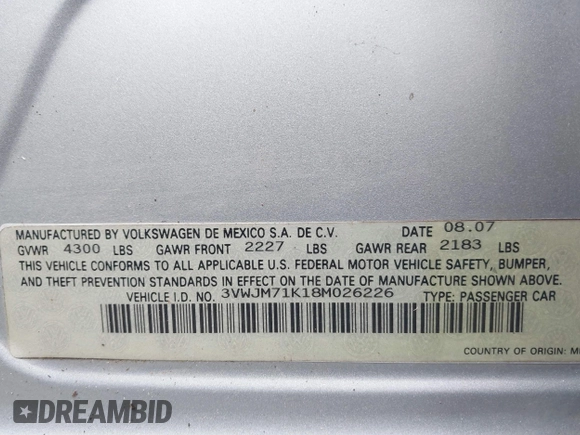 MANUFACTURED BY VOLKSWAGEN DE MEXICO S.A. DE C.V. DATE 08.07
GVWR 4300 LBS GAWR FRONT 2227 LBS GAWR REAR 2183 LBS
THIS VEHICLE CONFORMS TO ALL APPLICABLE U.S. FEDERAL MOTOR VEHICLE SAFETY, BUMPER,
AND THEFT PREVENTION STANDARDS IN EFFECT ON THE DATE OF MANUFACTURE SHOWN ABOVE.
VEHICLE I.D. NO. 3VWJM71K18M026226 TYPE: PASSENGER CAR
COUNTRY OF ORIGIN:
DREAMBID